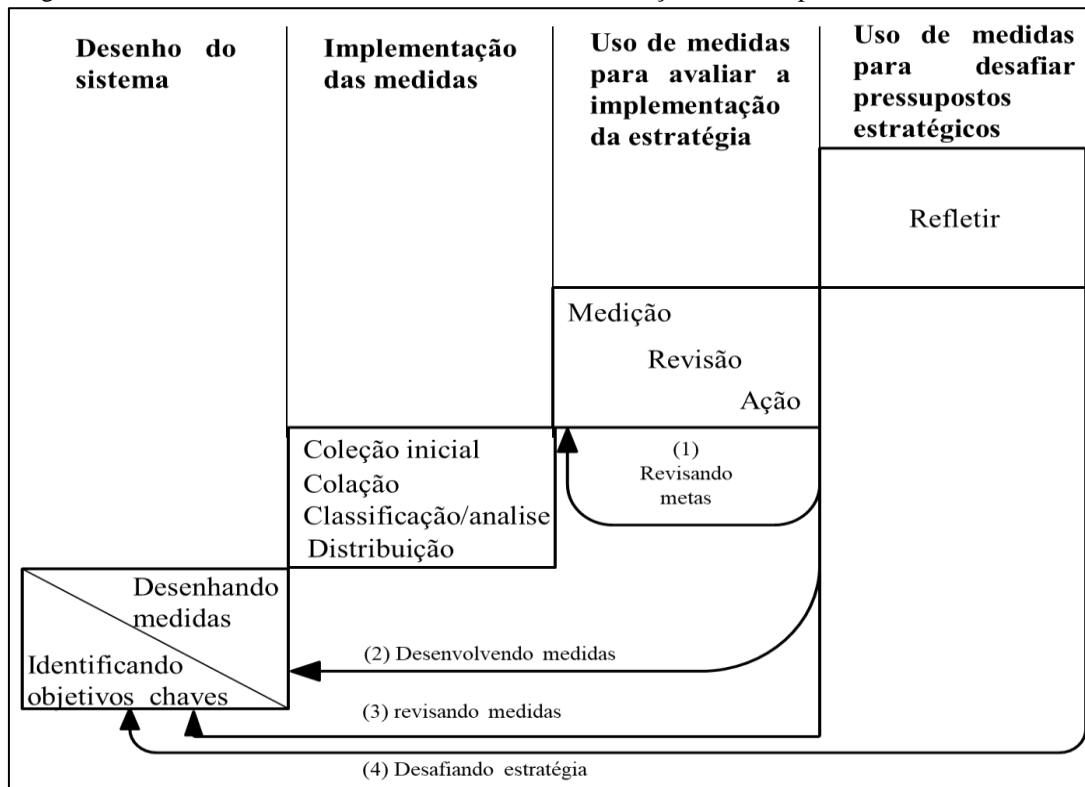 Desenho do
sistema
Implementação
das medidas
Uso de medidas
para avaliar a
implementação
da estratégia
Uso de medidas
para desafiar
pressupostos
estratégicos
Refletir
Medição
Revisão
Ação
Coleção inicial
Colação
Classificação/analise
Distribuição
(1)
Revisando
metas
Desenhando
medidas
Identificando
objetivos chaves
(2) Desenvolvendo medidas
(3) revisando medidas
(4) Desafiando estratégia